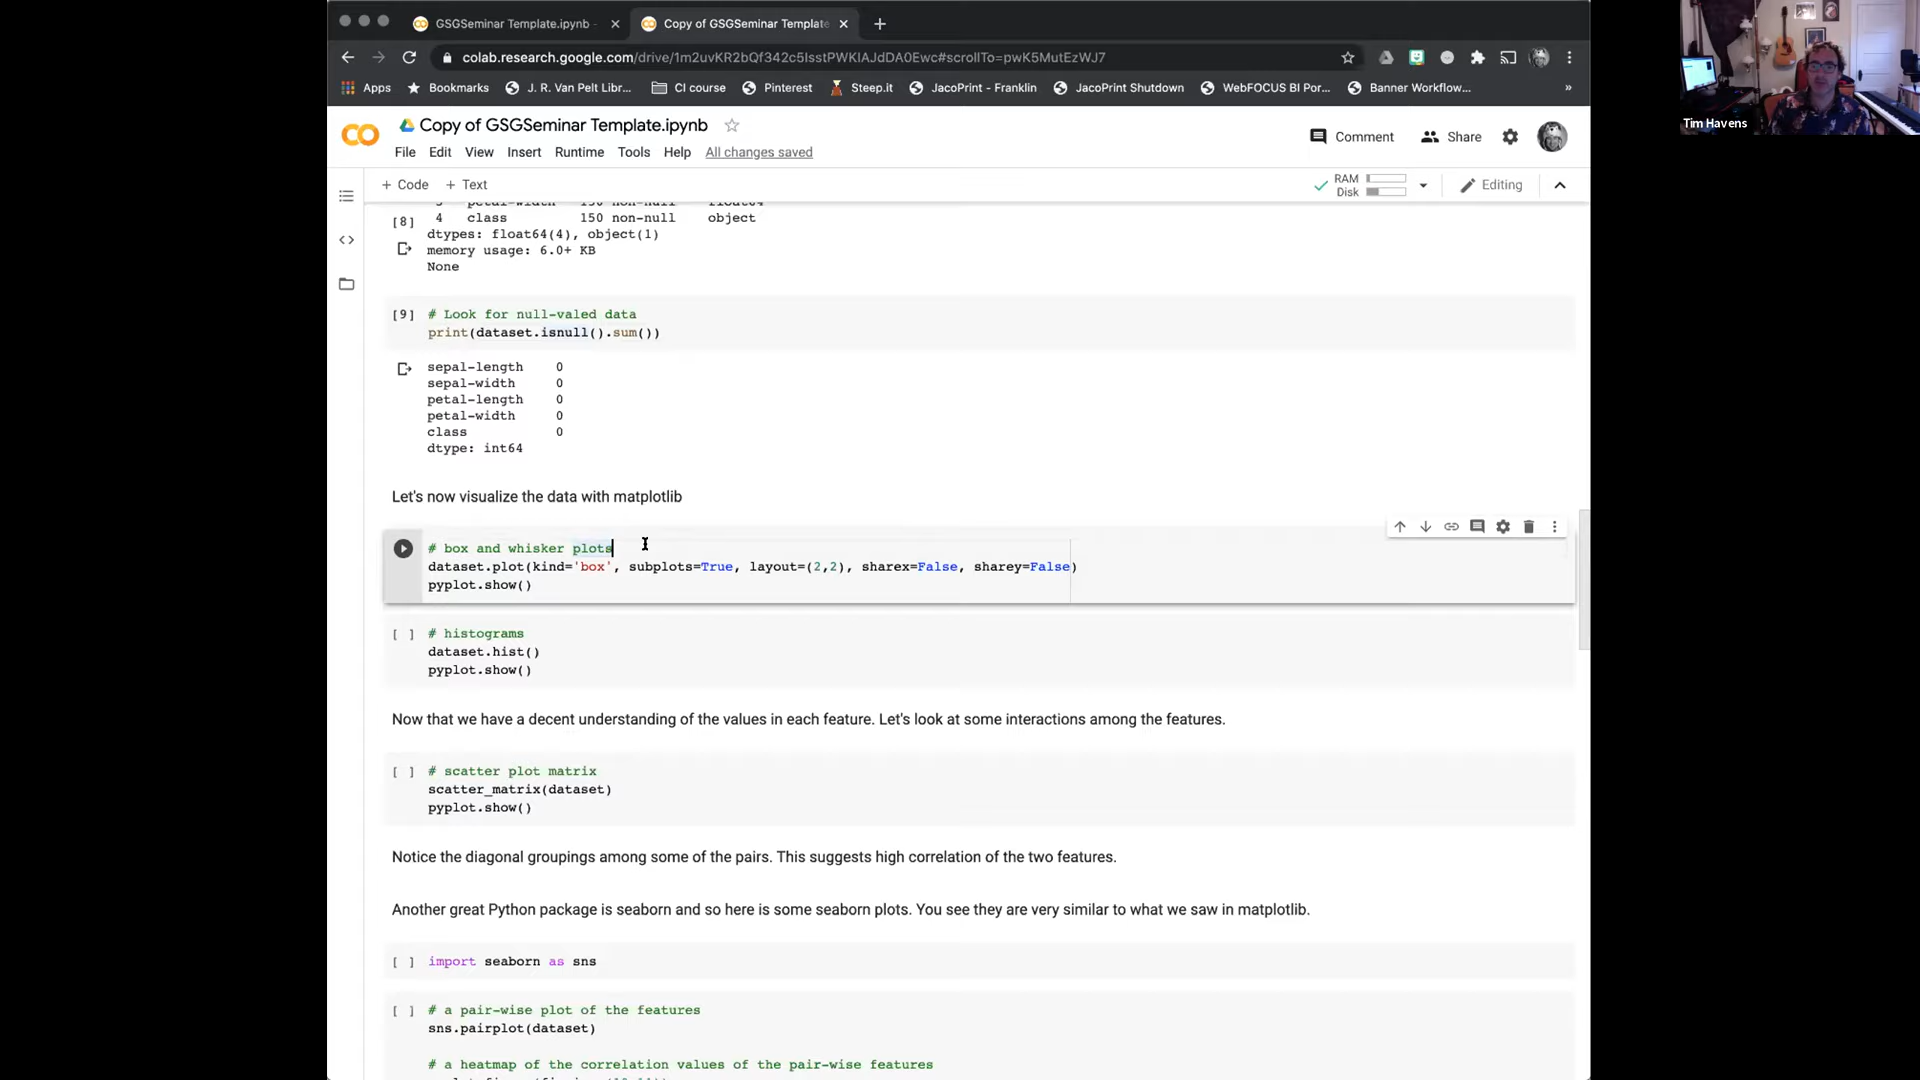 GSGSeminar Template.ipynb -
Copy of GSGSeminar Template
colab.research.google.com/drive/1m2uvKR2bQf342c5IsstPWKIAJdDA0Ewc#scrollTo=pwK5MutEzWJ7
Apps
Bookmarks
J. R. Van Pelt Libr...
CI course
Pinterest
Steep.it
JacoPrint - Franklin
JacoPrint Shutdown
WebFOCUS BI Por...
Banner Workflow...
»
Tim Havens
CO
Copy of GSGSeminar Template.ipynb
File Edit View Insert Runtime Tools Help All changes saved
Comment
Share
+ Code + Text
RAM
Disk
Editing
[8]
4 class 150 non-null object
dtypes: float64(4), object(1)
memory usage: 6.0+ KB
None
[9] # Look for null-valed data
print(dataset.isnull().sum())
sepal-length 0
sepal-width 0
petal-length 0
petal-width 0
class 0
dtype: int64
Let's now visualize the data with matplotlib
# box and whisker plots
dataset.plot(kind='box', subplots=True, layout=(2,2), sharex=False, sharey=False)
pyplot.show()
[ ] # histograms
dataset.hist()
pyplot.show()
Now that we have a decent understanding of the values in each feature. Let's look at some interactions among the features.
[ ] # scatter plot matrix
scatter_matrix(dataset)
pyplot.show()
Notice the diagonal groupings among some of the pairs. This suggests high correlation of the two features.
Another great Python package is seaborn and so here is some seaborn plots. You see they are very similar to what we saw in matplotlib.
[ ] import seaborn as sns
[ ] # a pair-wise plot of the features
sns.pairplot(dataset)
# a heatmap of the correlation values of the pair-wise features